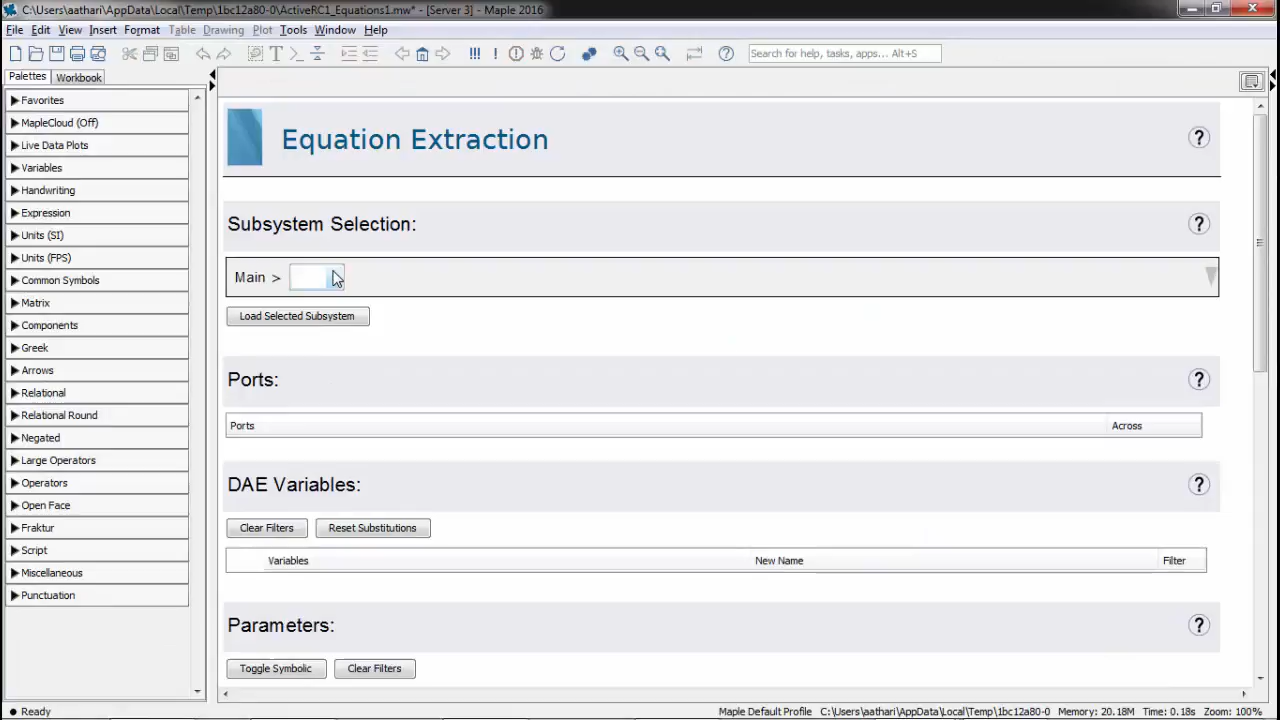 C:\Users\aathari\AppData\Local\Temp\1bc12a80-0\ActiveRC1_Equations1.mw* - [Server 3] - Maple 2016
File Edit View Insert Format Table Drawing Plot Tools Window Help
Search for help, tasks, apps... Alt+S
Palettes Workbook
Favorites
MapleCloud (Off)
Live Data Plots
Variables
Handwriting
Expression
Units (SI)
Units (FPS)
Common Symbols
Matrix
Components
Greek
Arrows
Relational
Relational Round
Negated
Large Operators
Operators
Open Face
Fraktur
Script
Miscellaneous
Punctuation
Equation Extraction ?
Subsystem Selection: ?
Main >
Load Selected Subsystem
Ports: ?
Ports Across
DAE Variables: ?
Clear Filters Reset Substitutions
Variables New Name Filter
Parameters: ?
Toggle Symbolic Clear Filters
Ready Maple Default Profile C:\Users\aathari\AppData\Local\Temp\1bc12a80-0 Memory: 20.18M Time: 0.18s Zoom: 100%